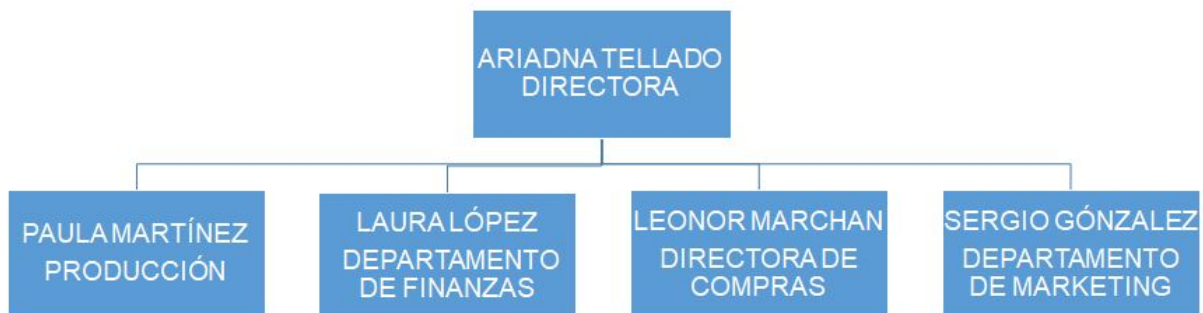 ARIADNA TELLADO
DIRECTORA
PAULA MARTÍNEZ
PRODUCCIÓN
LAURA LÓPEZ
DEPARTAMENTO
DE FINANZAS
LEONOR MARCHAN
DIRECTORA DE
COMPRAS
SERGIO GÓNZALEZ
DEPARTAMENTO
DE MARKETING